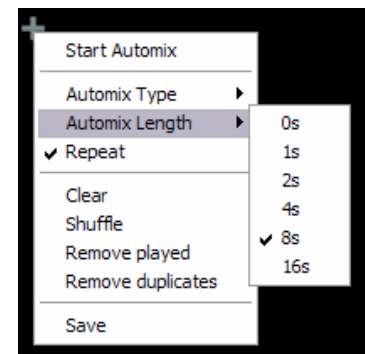 Start Automix
Automix Type
Automix Length
Repeat
Clear
Shuffle
Remove played
Remove duplicates
Save
0s
1s
2s
4s
8s
16s